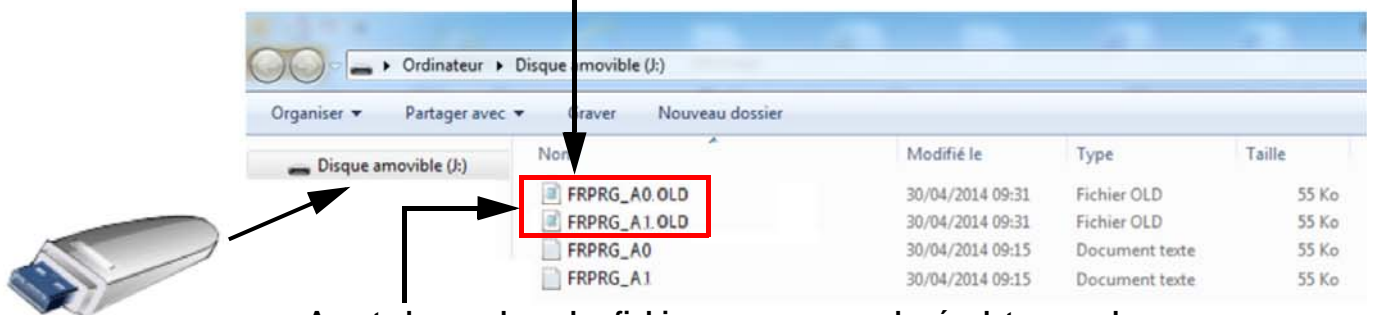 Ordinateur Disque amovible (J:)
Organiser Partager avec Graver Nouveau dossier
Disque amovible (J:)
Nom Modifié le Type Taille
FRPRG_A0.OLD 30/04/2014 09:31 Fichier OLD 55 Ko
FRPRG_A1.OLD 30/04/2014 09:31 Fichier OLD 55 Ko
FRPRG_A0 30/04/2014 09:15 Document texte 55 Ko
FRPRG_A1 30/04/2014 09:15 Document texte 55 Ko